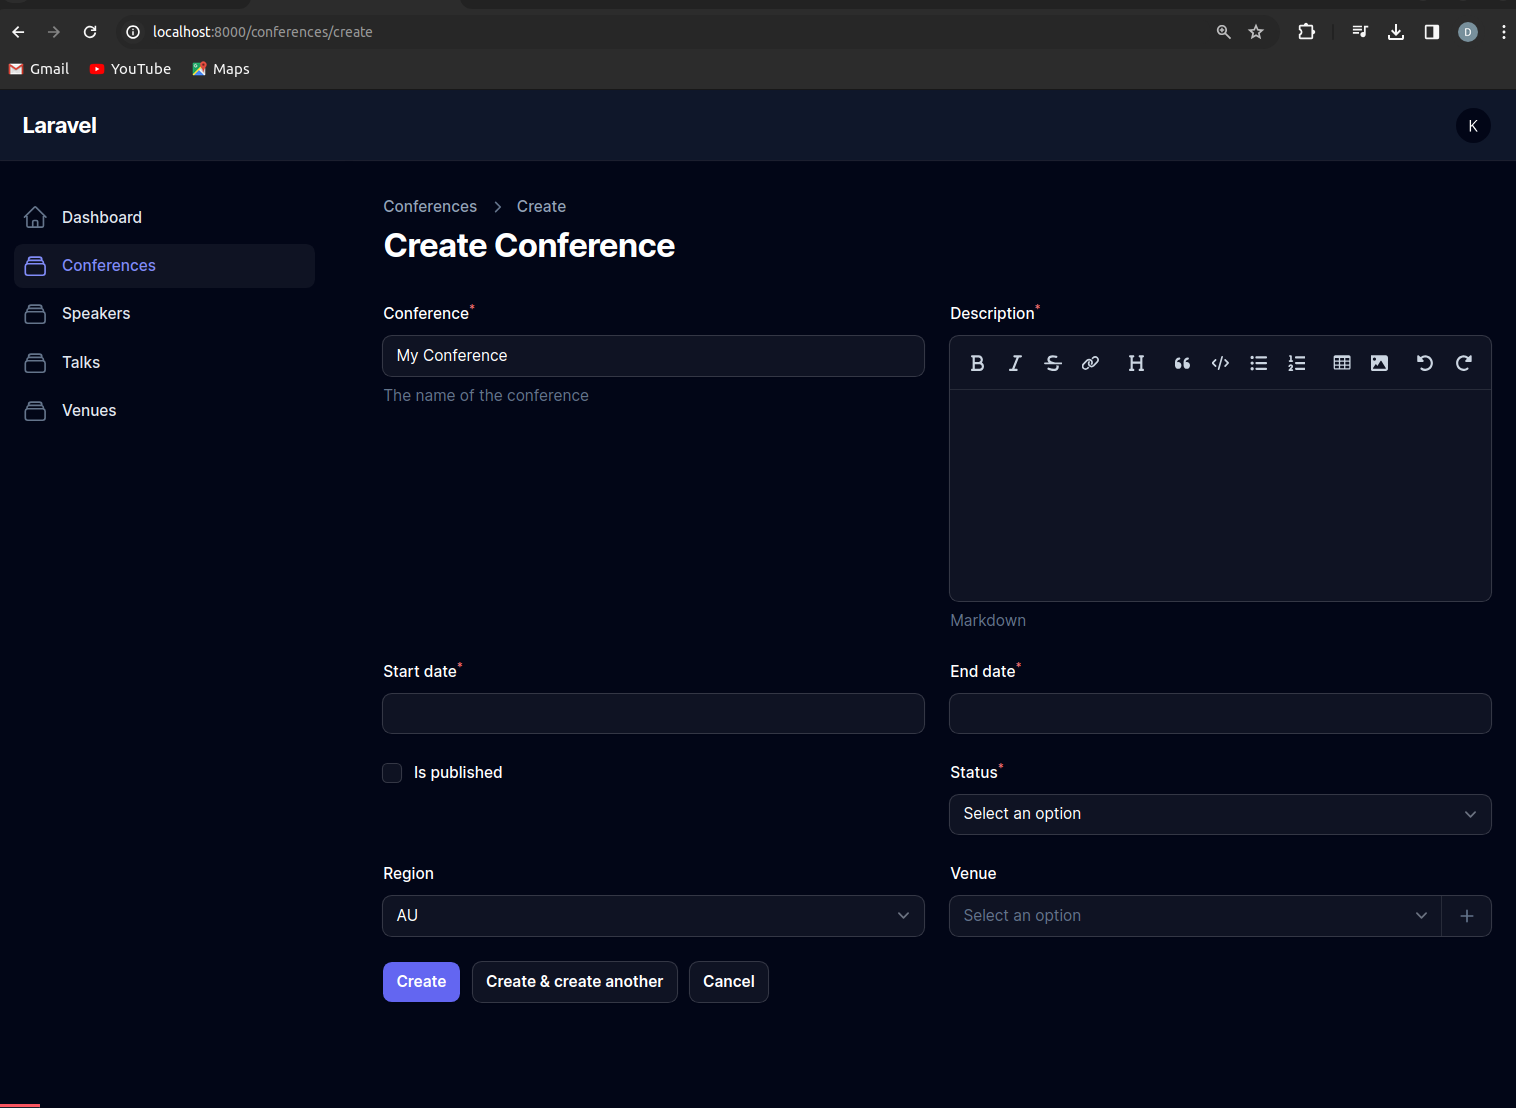 localhost:8000/conferences/create
D
Gmail YouTube Maps
Laravel
K
Dashboard
Conferences
Speakers
Talks
Venues
Conferences > Create
Create Conference
Conference*
My Conference
The name of the conference
Description*
Markdown
Start date*
End date*
Is published
Status*
Select an option
Region
AU
Venue
Select an option
Create
Create & create another
Cancel